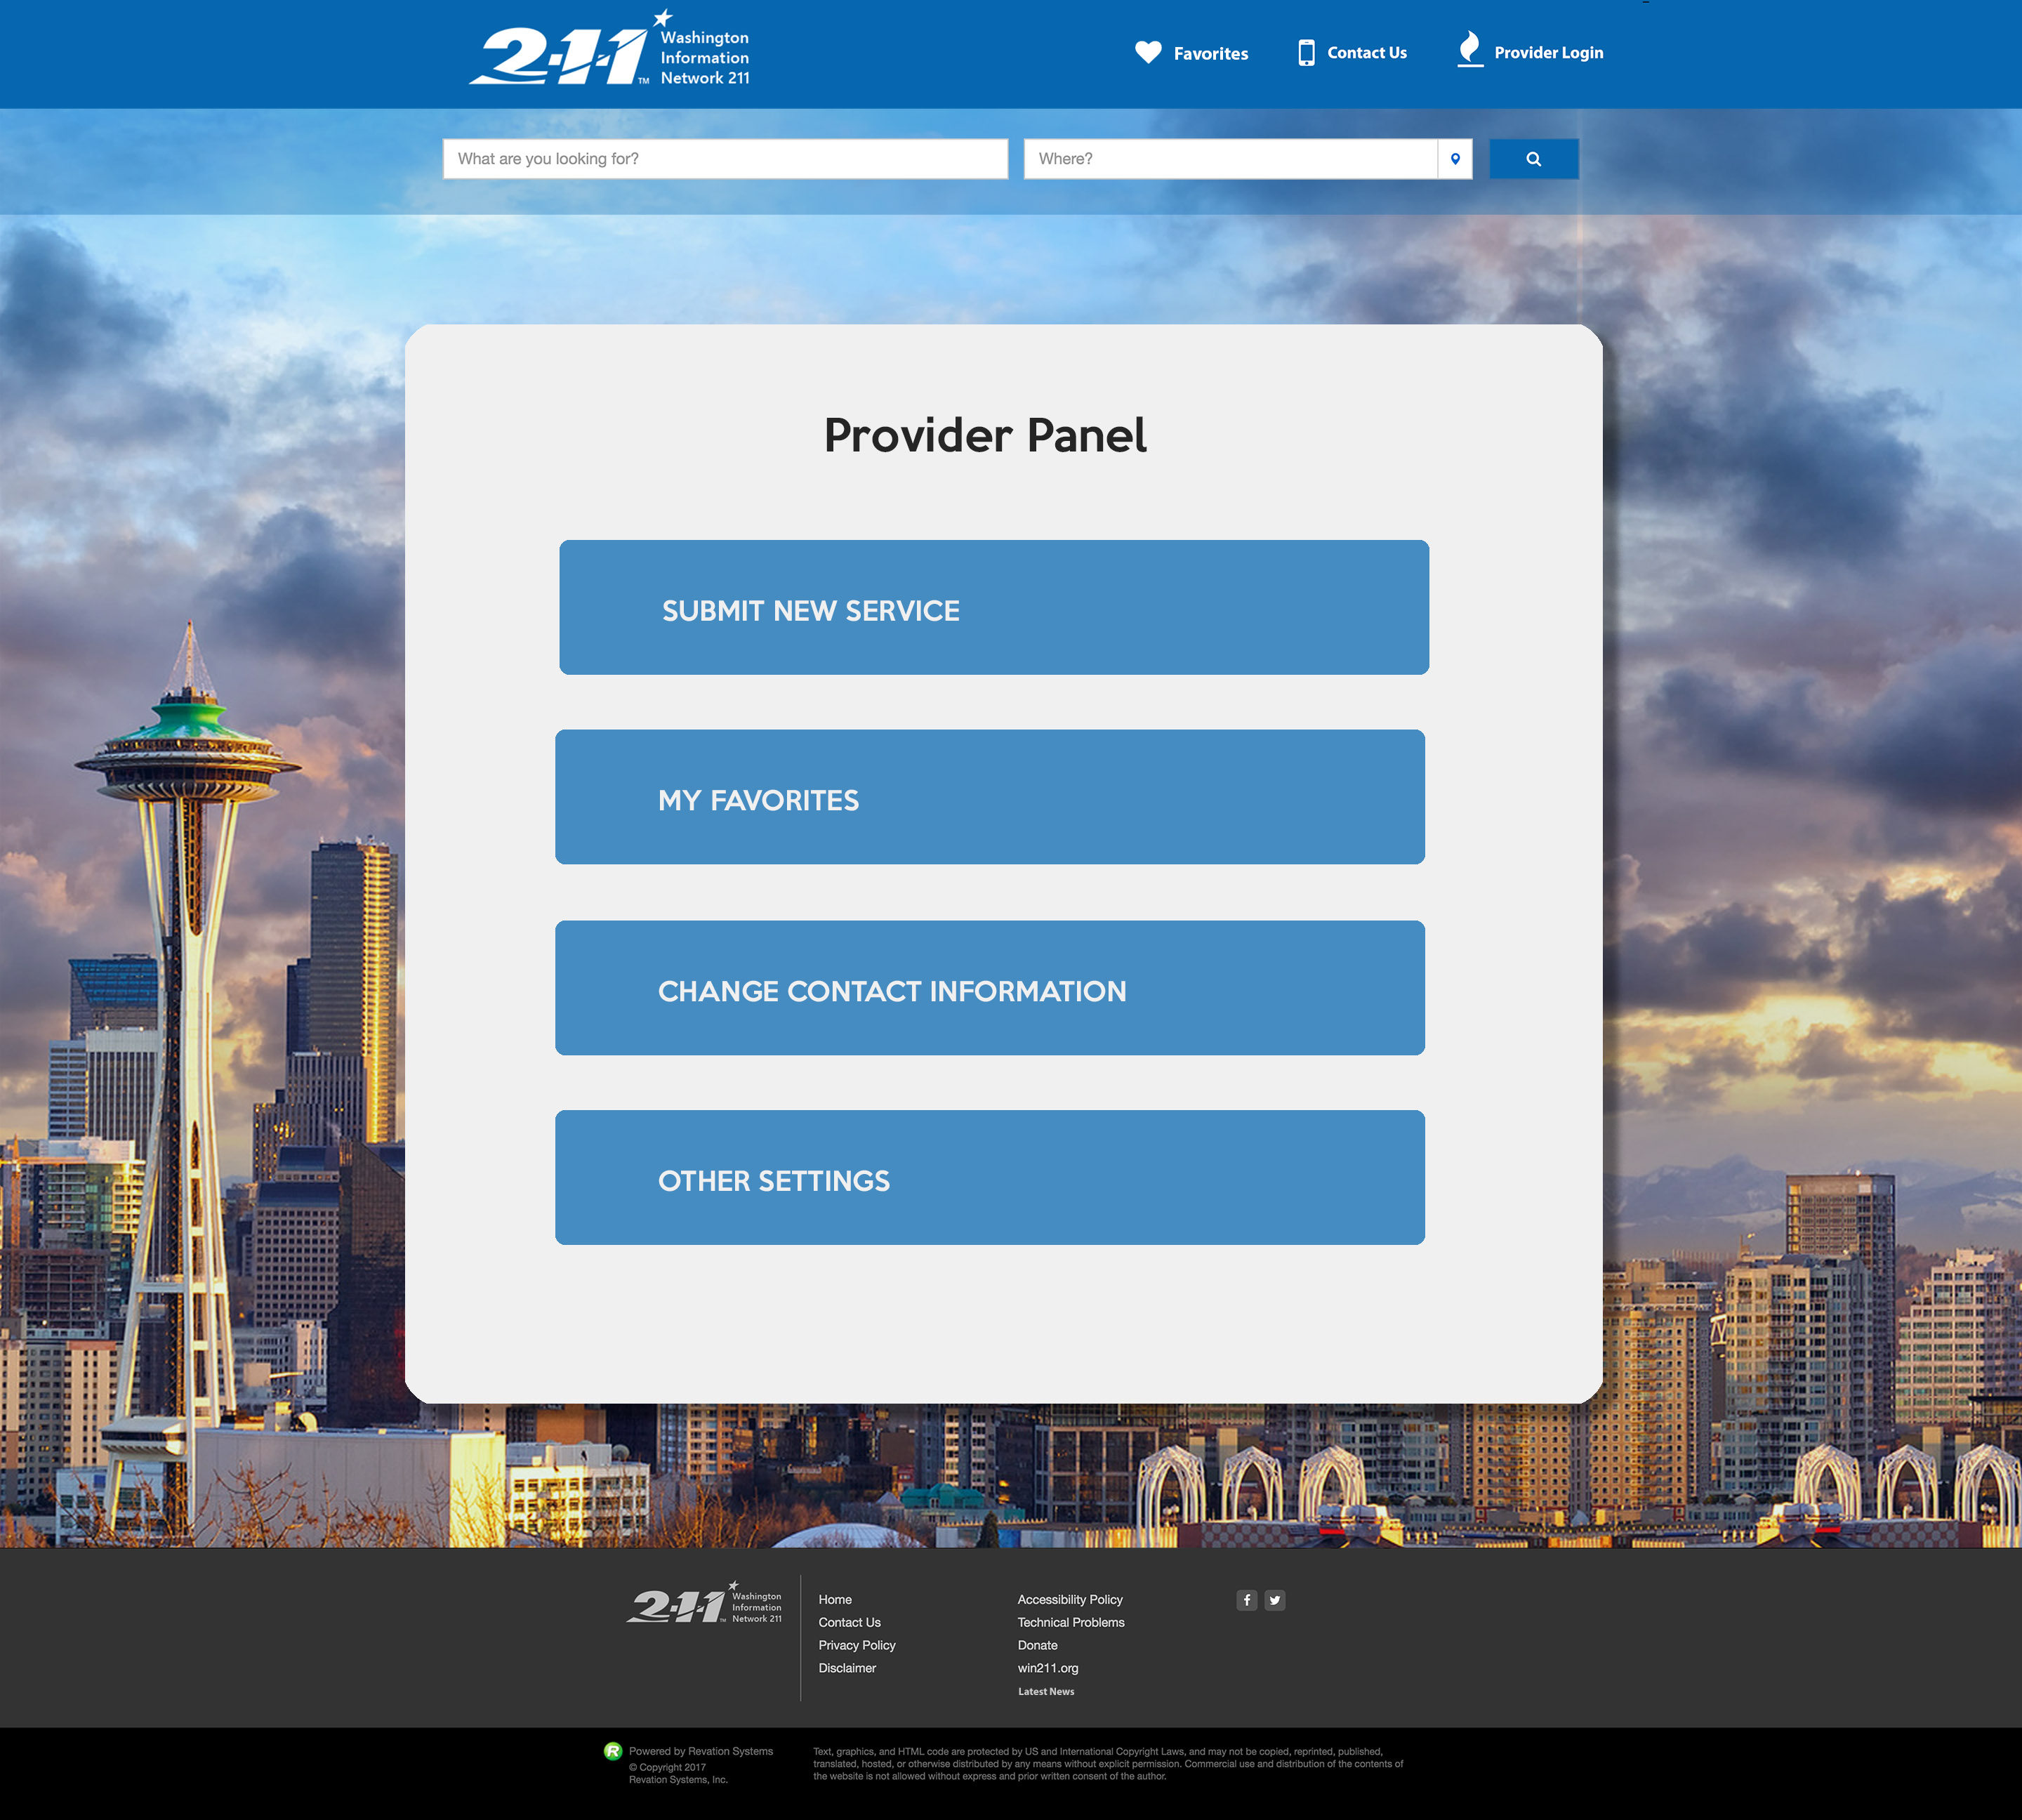 2-1-1 TM
Washington
Information
Network 211
Favorites
Contact Us
Provider Login
What are you looking for?
Where?
Provider Panel
SUBMIT NEW SERVICE
MY FAVORITES
CHANGE CONTACT INFORMATION
OTHER SETTINGS
2-1-1 TM
Washington
Information
Network 211
Home
Contact Us
Privacy Policy
Disclaimer
Accessibility Policy
Technical Problems
Donate
win211.org
Latest News
R
Powered by Revation Systems
© Copyright 2017
Revation Systems, Inc.
Text, graphics, and HTML code are protected by US and International Copyright Laws, and may not be copied, reprinted, published,
translated, hosted, or otherwise distributed by any means without explicit permission. Commercial use and distribution of the contents of
the website is not allowed without express and prior written consent of the author.